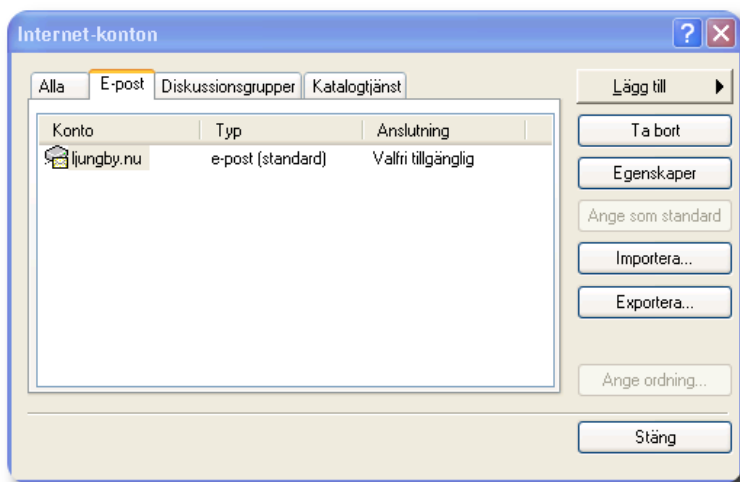 Internet-konton
Alla E-post Diskussionsgrupper Katalogtjänst
Konto Typ Anslutning
ljungby.nu e-post (standard) Valfri tillgänglig
Lägg till
Ta bort
Egenskaper
Ange som standard
Importera...
Exportera...
Ange ordning...
Stäng